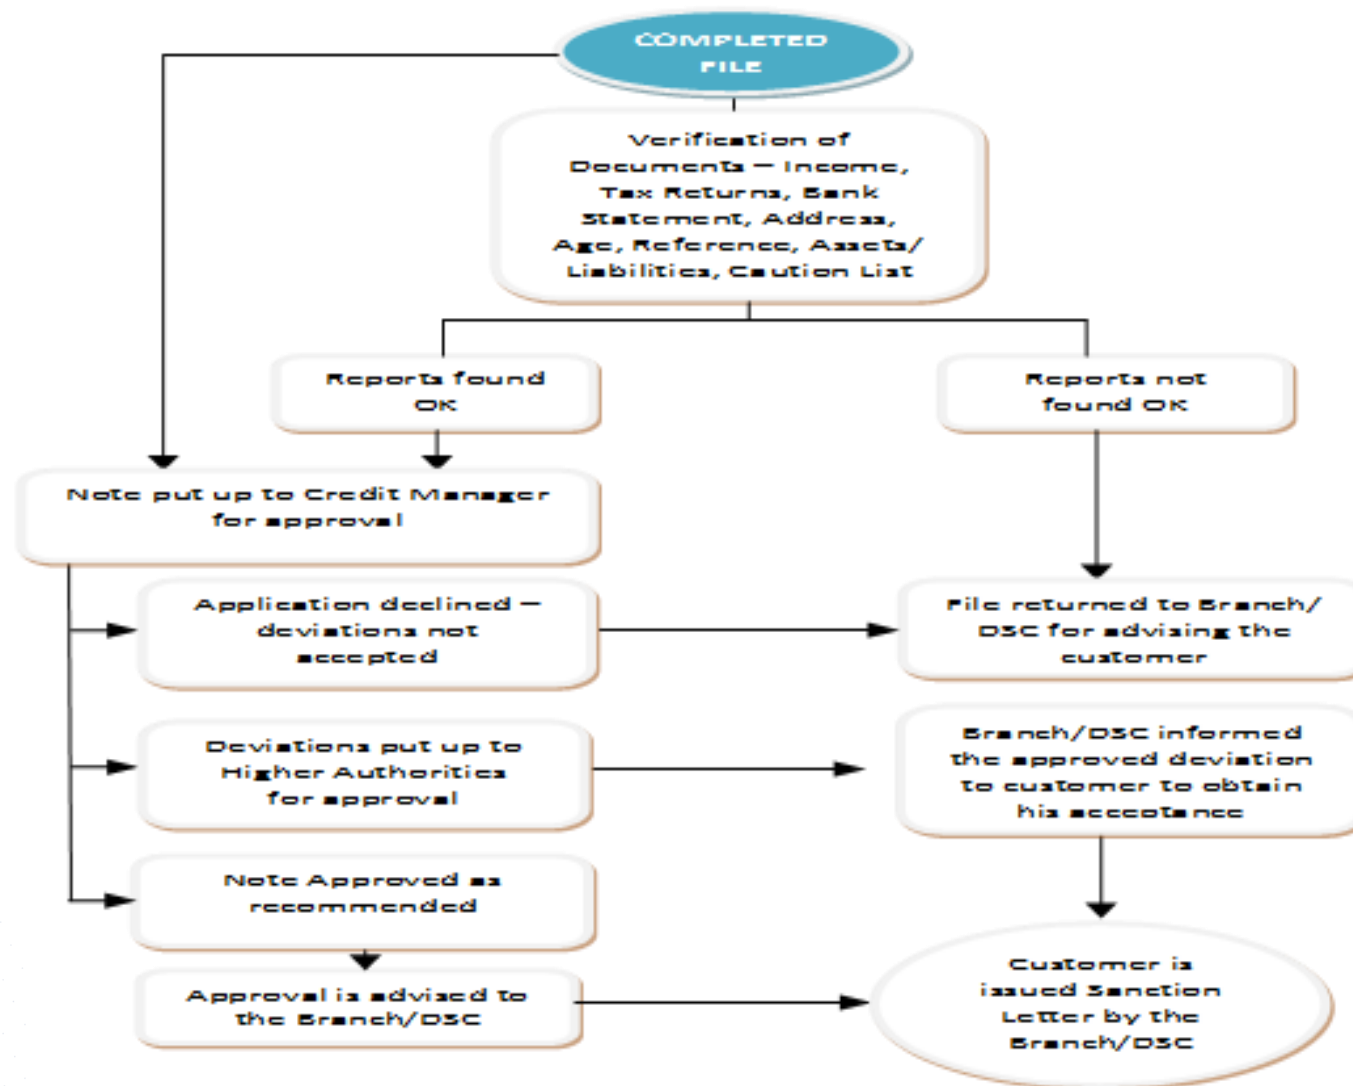 COMPLETED
FILE
Verification of
Documents – Income,
Tax Returns, Bank
Statement, Address,
Age, Reference, Assets/
Liabilities, Caution List
Reports found
OK
Reports not
found OK
Note put up to Credit Manager
for approval
Application declined –
deviations not
accepted
File returned to Branch/
DSC for advising the
customer
Deviations put up to
Higher Authorities
for approval
Branch/DSC informed
the approved deviation
to customer to obtain
his acceptance
Note Approved as
recommended
Approval is advised to
the Branch/DSC
Customer is
issued Sanction
Letter by the
Branch/DSC